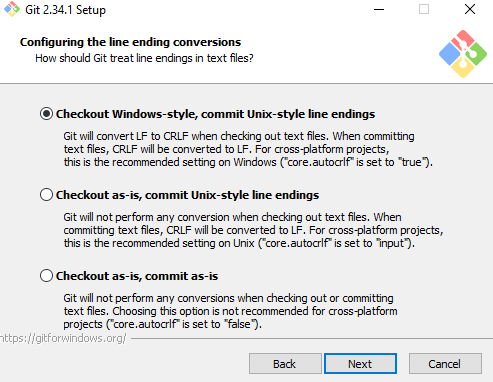 Git 2.34.1 Setup
Configuring the line ending conversions
How should Git treat line endings in text files?
Checkout Windows-style, commit Unix-style line endings
Git will convert LF to CRLF when checking out text files. When committing
text files, CRLF will be converted to LF. For cross-platform projects,
this is the recommended setting on Windows ("core.autocrlf" is set to "true").
Checkout as-is, commit Unix-style line endings
Git will not perform any conversion when checking out text files. When
committing text files, CRLF will be converted to LF. For cross-platform projects,
this is the recommended setting on Unix ("core.autocrlf" is set to "input").
Checkout as-is, commit as-is
Git will not perform any conversions when checking out or committing
text files. Choosing this option is not recommended for cross-platform
projects ("core.autocrlf" is set to "false").
https://gitforwindows.org/
Back Next Cancel